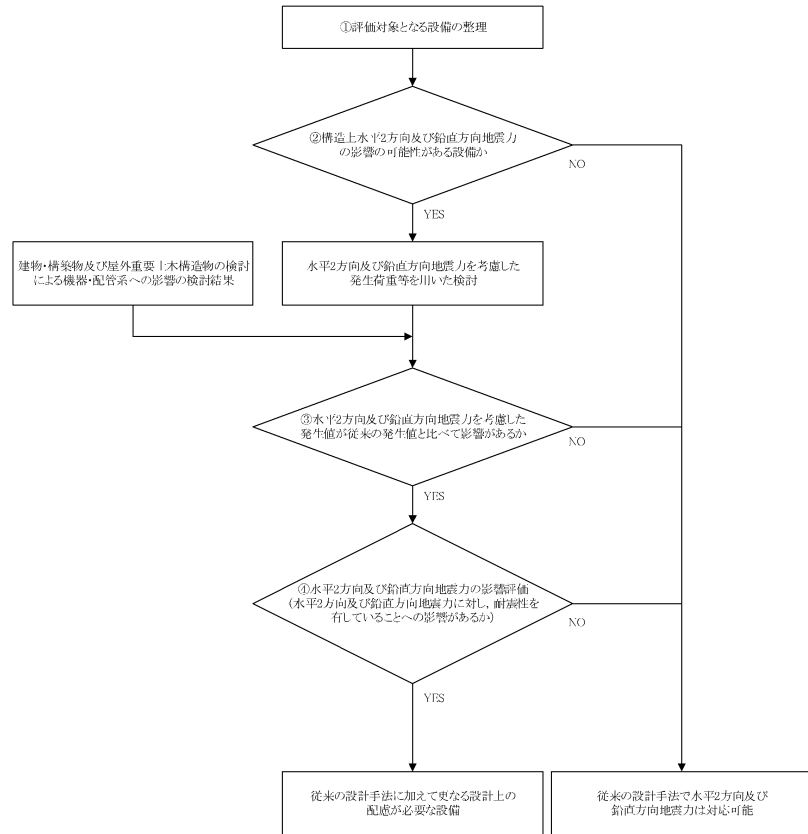 ①評価対象となる設備の整理
②構造上水平2方向及び鉛直方向地震力
の影響の可能性がある設備か
NO
YES
建物・構築物及び屋外重要土木構造物の検討
による機器・配管系への影響の検討結果
水平2方向及び鉛直方向地震力を考慮した
発生荷重等を用いた検討
③水平2方向及び鉛直方向地震力を考慮した
発生値が従来の発生値と比べて影響があるか
NO
YES
④水平2方向及び鉛直方向地震力の影響評価
(水平2方向及び鉛直方向地震力に対し，耐震性を
有していることへの影響があるか)
NO
YES
従来の設計手法に加えて更なる設計上の
配慮が必要な設備
従来の設計手法で水平2方向及び
鉛直方向地震力は対応可能